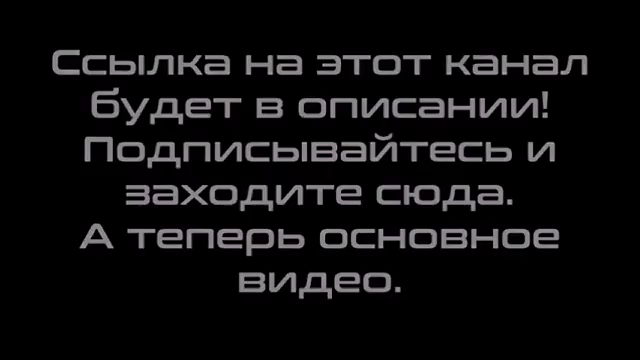 Ссылка на этот канал
будет в описании!
Подписывайтесь и
заходите сюда.
А теперь основное
видео.